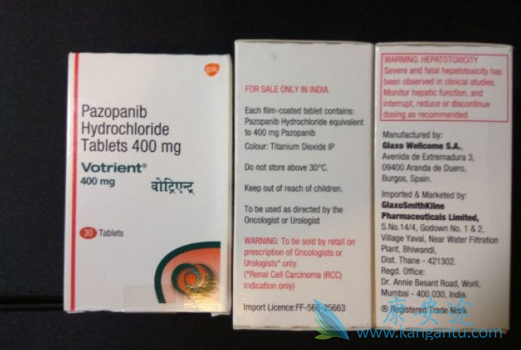 gsk
Pazopanib
Hydrochloride
Tablets 400 mg
Votrient®
400 mg
वोट्रिएन्ट
30 Tablets
FOR SALE ONLY IN INDIA.
Each film-coated tablet contains:
Pazopanib Hydrochloride equivalent
to 400 mg Pazopanib
Colour: Titanium Dioxide IP
Do not store above 30°C.
Keep out of reach of children.
To be used as directed by the
Oncologist or Urologist
WARNING: To be sold by retail on
prescription of Oncologists or
Urologists" only.
("Renal Cell Carcinoma (RCC)
indication only)
Import Licence:FF-566-25663
WARNING: HEPATOTOXICITY
Severe and fatal hepatotoxicity has
been observed in clinical studies.
Monitor hepatic function, and
interrupt, reduce or discontinue
dosing as recommended.
Manufactured by:
Glaxo Wellcome S.A.,
Avenida de Extremadura 3,
09400 Aranda de Duero,
Burgos, Spain.
Imported & Marketed by:
GlaxoSmithKline
Pharmaceuticals Limited,
S.No.14/4, Godown No. 1 & 2,
Village Yavai, Near Water Filtration
Plant, Bhiwandi,
Dist. Thane - 421302.
Regd. Office:
Dr. Annie Besant Road, Worli,
Mumbai - 400 030, India.
® Registered Trade Mark
康安途
www.kangantu.com